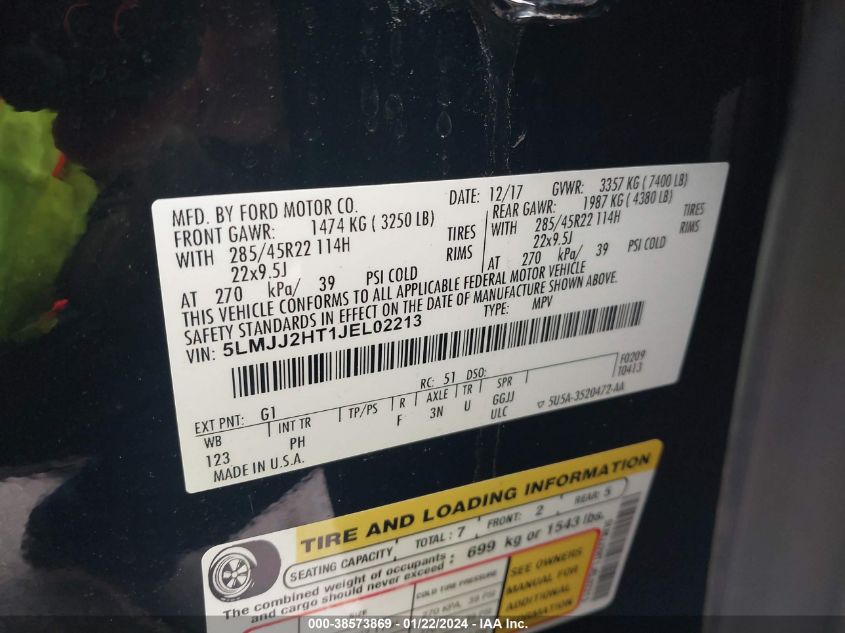 MFD. BY FORD MOTOR CO.
DATE: 12/17 GVWR: 3357 KG ( 7400 LB)
FRONT GAWR: 1474 KG ( 3250 LB)
REAR GAWR: 1987 KG ( 4380 LB)
WITH 285/45R22 114H TIRES
WITH 285/45R22 114H TIRES
22x9.5J RIMS
22x9.5J RIMS
AT 270 kPa/ 39 PSI COLD
AT 270 kPa/ 39 PSI COLD
THIS VEHICLE CONFORMS TO ALL APPLICABLE FEDERAL MOTOR VEHICLE
SAFETY STANDARDS IN EFFECT ON THE DATE OF MANUFACTURE SHOWN ABOVE.
VIN: 5LMJJ2HT1JEL02213
TYPE: MPV
F0209
10413
EXT PNT: G1 RC: 51 DSO:
WB INT TR TP/PS R AXLE TR SPR
123 PH F 3N U GGJJ
ULC
▽ 5U5A-3520472-AA
MADE IN U.S.A.
TIRE AND LOADING INFORMATION
SEATING CAPACITY TOTAL: 7 FRONT: 2 REAR: 5
The combined weight of occupants : 699 kg or 1543 lbs.
and cargo should never exceed
COLD TIRE PRESSURE
SEE OWNERS
MANUAL FOR
ADDITIONAL
INFORMATION
000-38573869 - 01/22/2024 - IAA Inc.